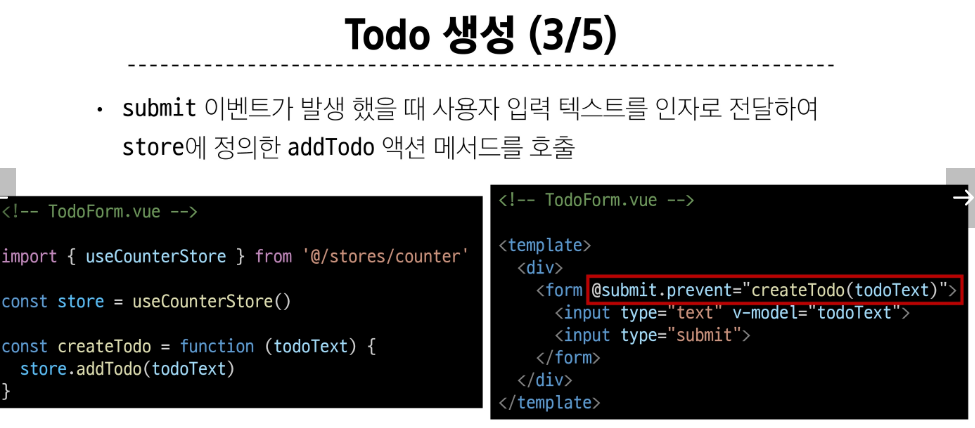 Todo 생성 (3/5)
• submit 이벤트가 발생 했을 때 사용자 입력 텍스트를 인자로 전달하여
store에 정의한 addTodo 액션 메서드를 호출
<!-- TodoForm.vue -->
import { useCounterStore } from '@/stores/counter'
const store = useCounterStore()
const createTodo = function (todoText) {
  store.addTodo(todoText)
}
<!-- TodoForm.vue -->
<template>
  <div>
    <form @submit.prevent="createTodo(todoText)">
      <input type="text" v-model="todoText">
      <input type="submit">
    </form>
  </div>
</template>